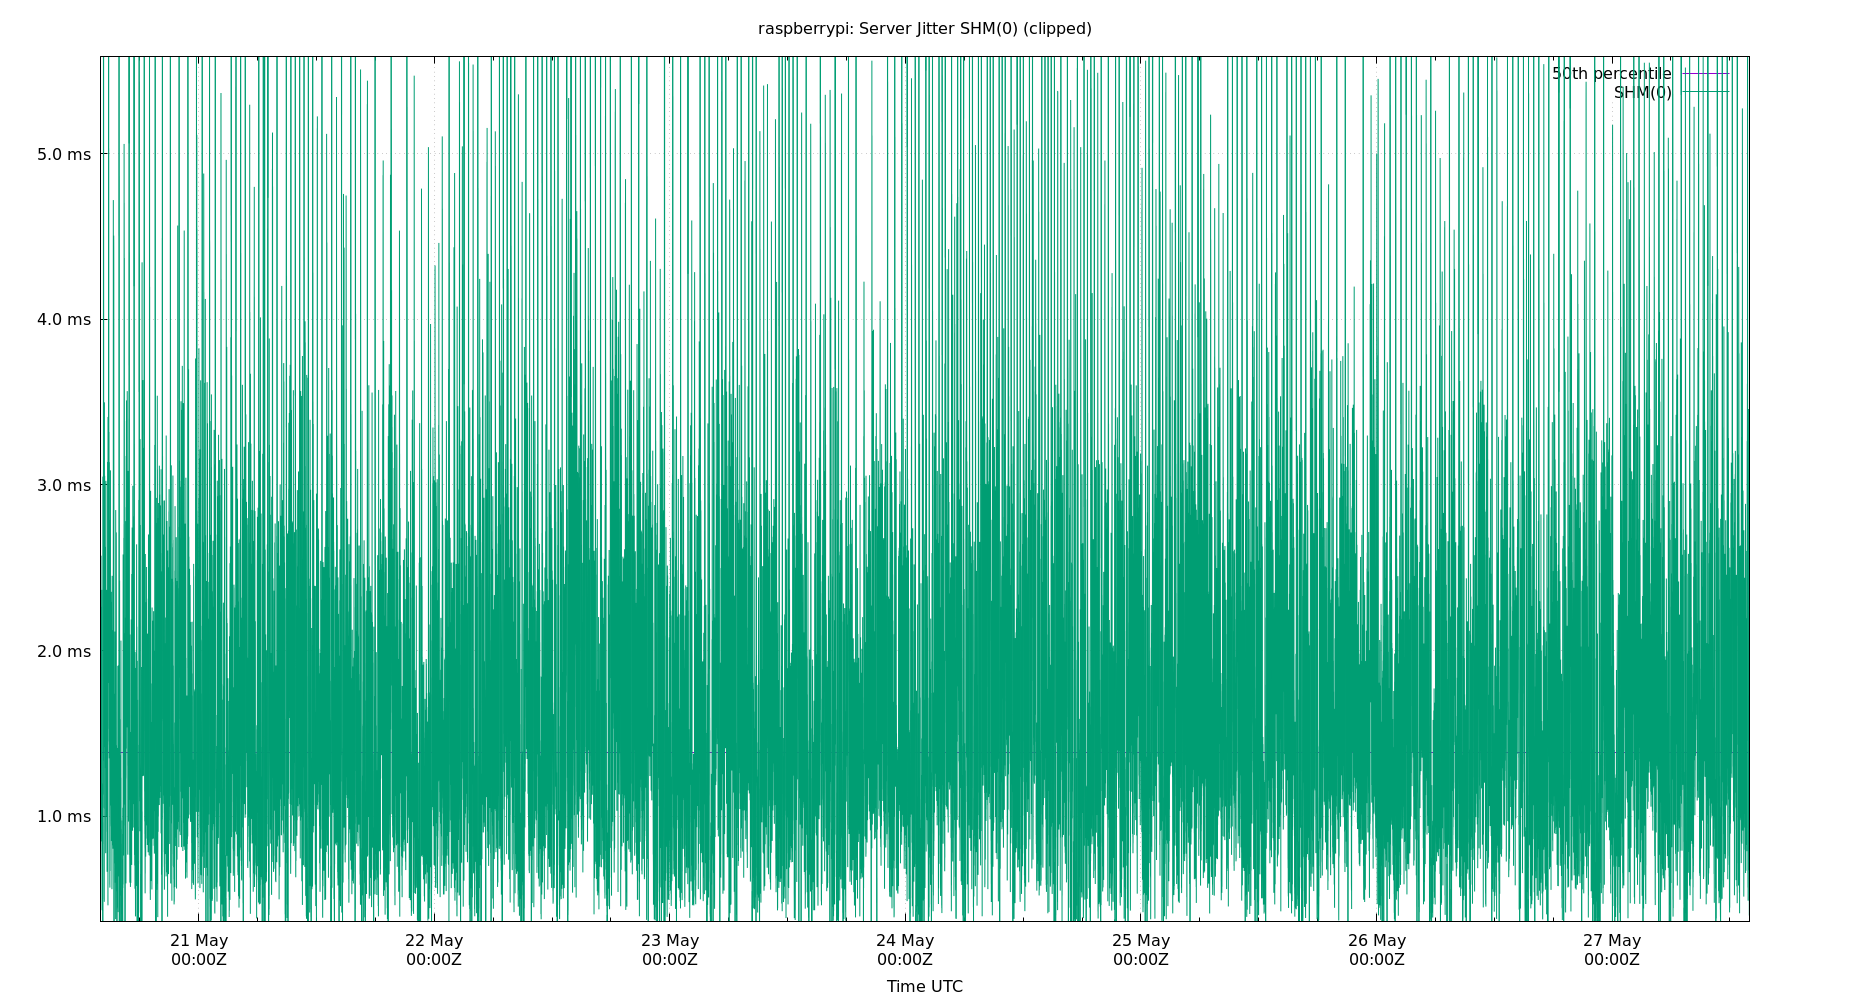 raspberrypi: Server Jitter SHM(0) (clipped)
50th percentile
SHM(0)
5.0 ms
4.0 ms
3.0 ms
2.0 ms
1.0 ms
21 May 22 May 23 May 24 May 25 May 26 May 27 May
00:00Z 00:00Z 00:00Z 00:00Z 00:00Z 00:00Z 00:00Z
Time UTC